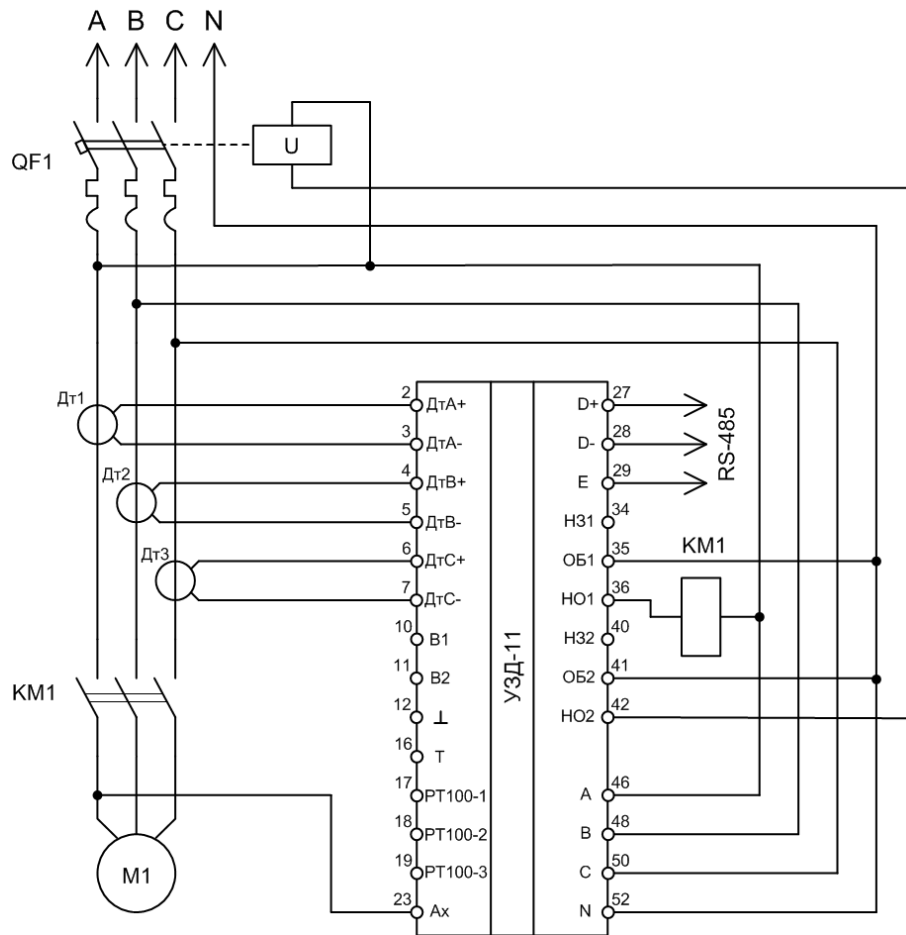 A B C N
QF1
U
Дт1
Дт2
Дт3
KM1
M1
2 ДтА+
3 ДтА-
4 ДтВ+
5 ДтВ-
6 ДтС+
7 ДтС-
10 В1
11 В2
12 ⊥
16 Т
17 РТ100-1
18 РТ100-2
19 РТ100-3
23 Ах
УЗД-11
D+ 27
D- 28
E 29
RS-485
НЗ1 34
ОБ1 35
НО1 36
KM1
НЗ2 40
ОБ2 41
НО2 42
A 46
B 48
C 50
N 52